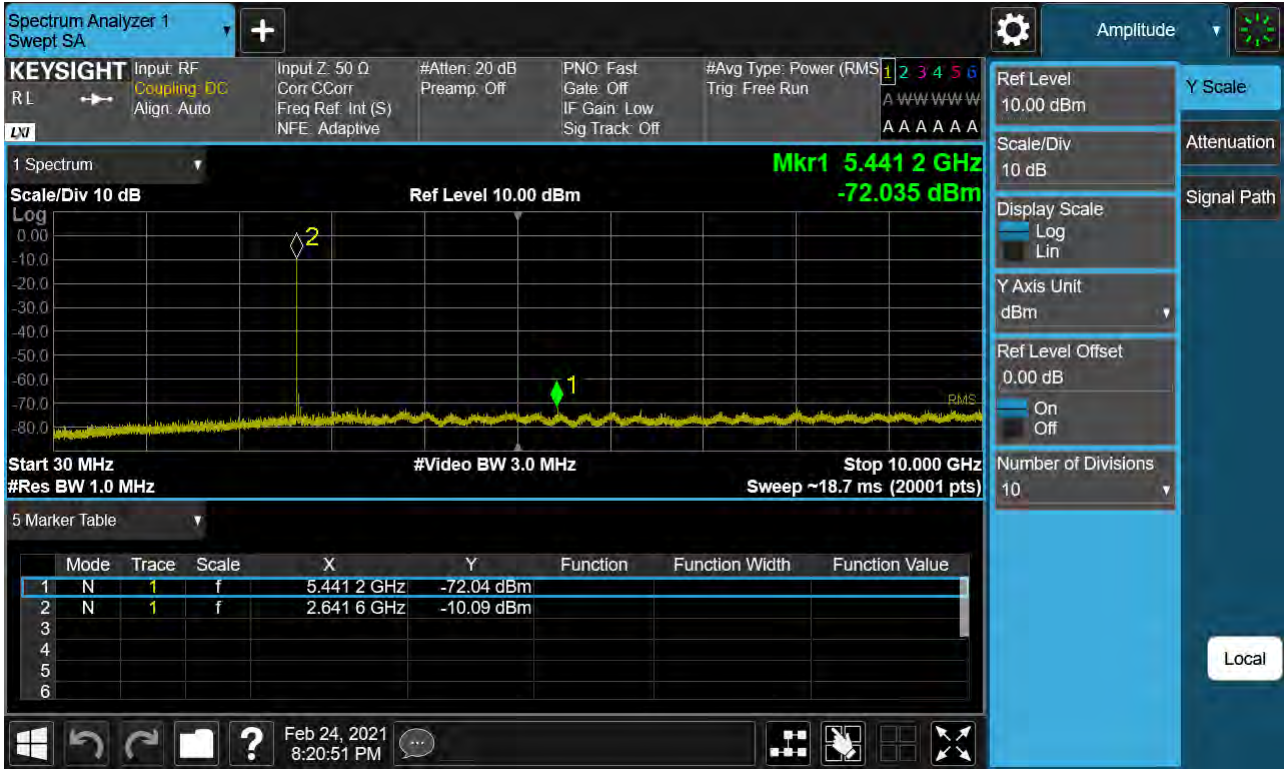 Spectrum Analyzer 1
Swept SA
+
Amplitude
KEYSIGHT
R L
LXI
Input: RF
Coupling: DC
Align: Auto
Input Z: 50 Ω
Corr CCorr
Freq Ref: Int (S)
NFE: Adaptive
#Atten: 20 dB
Preamp: Off
PNO: Fast
Gate: Off
IF Gain: Low
Sig Track: Off
#Avg Type: Power (RMS
Trig: Free Run
1 2 3 4 5 6
A W W W W W
A A A A A A
1 Spectrum
Mkr1 5.441 2 GHz
-72.035 dBm
Scale/Div 10 dB
Ref Level 10.00 dBm
Log
0.00
-10.0
-20.0
-30.0
-40.0
-50.0
-60.0
-70.0
-80.0
2
1
RMS
Start 30 MHz
#Video BW 3.0 MHz
Stop 10.000 GHz
#Res BW 1.0 MHz
Sweep ~18.7 ms (20001 pts)
5 Marker Table
Mode Trace Scale X Y Function Function Width Function Value
1 N 1 f 5.441 2 GHz -72.04 dBm
2 N 1 f 2.641 6 GHz -10.09 dBm
3
4
5
6
Ref Level
10.00 dBm
Scale/Div
10 dB
Display Scale
Log
Lin
Y Axis Unit
dBm
Ref Level Offset
0.00 dB
On
Off
Number of Divisions
10
Y Scale
Attenuation
Signal Path
Local
?
Feb 24, 2021
8:20:51 PM